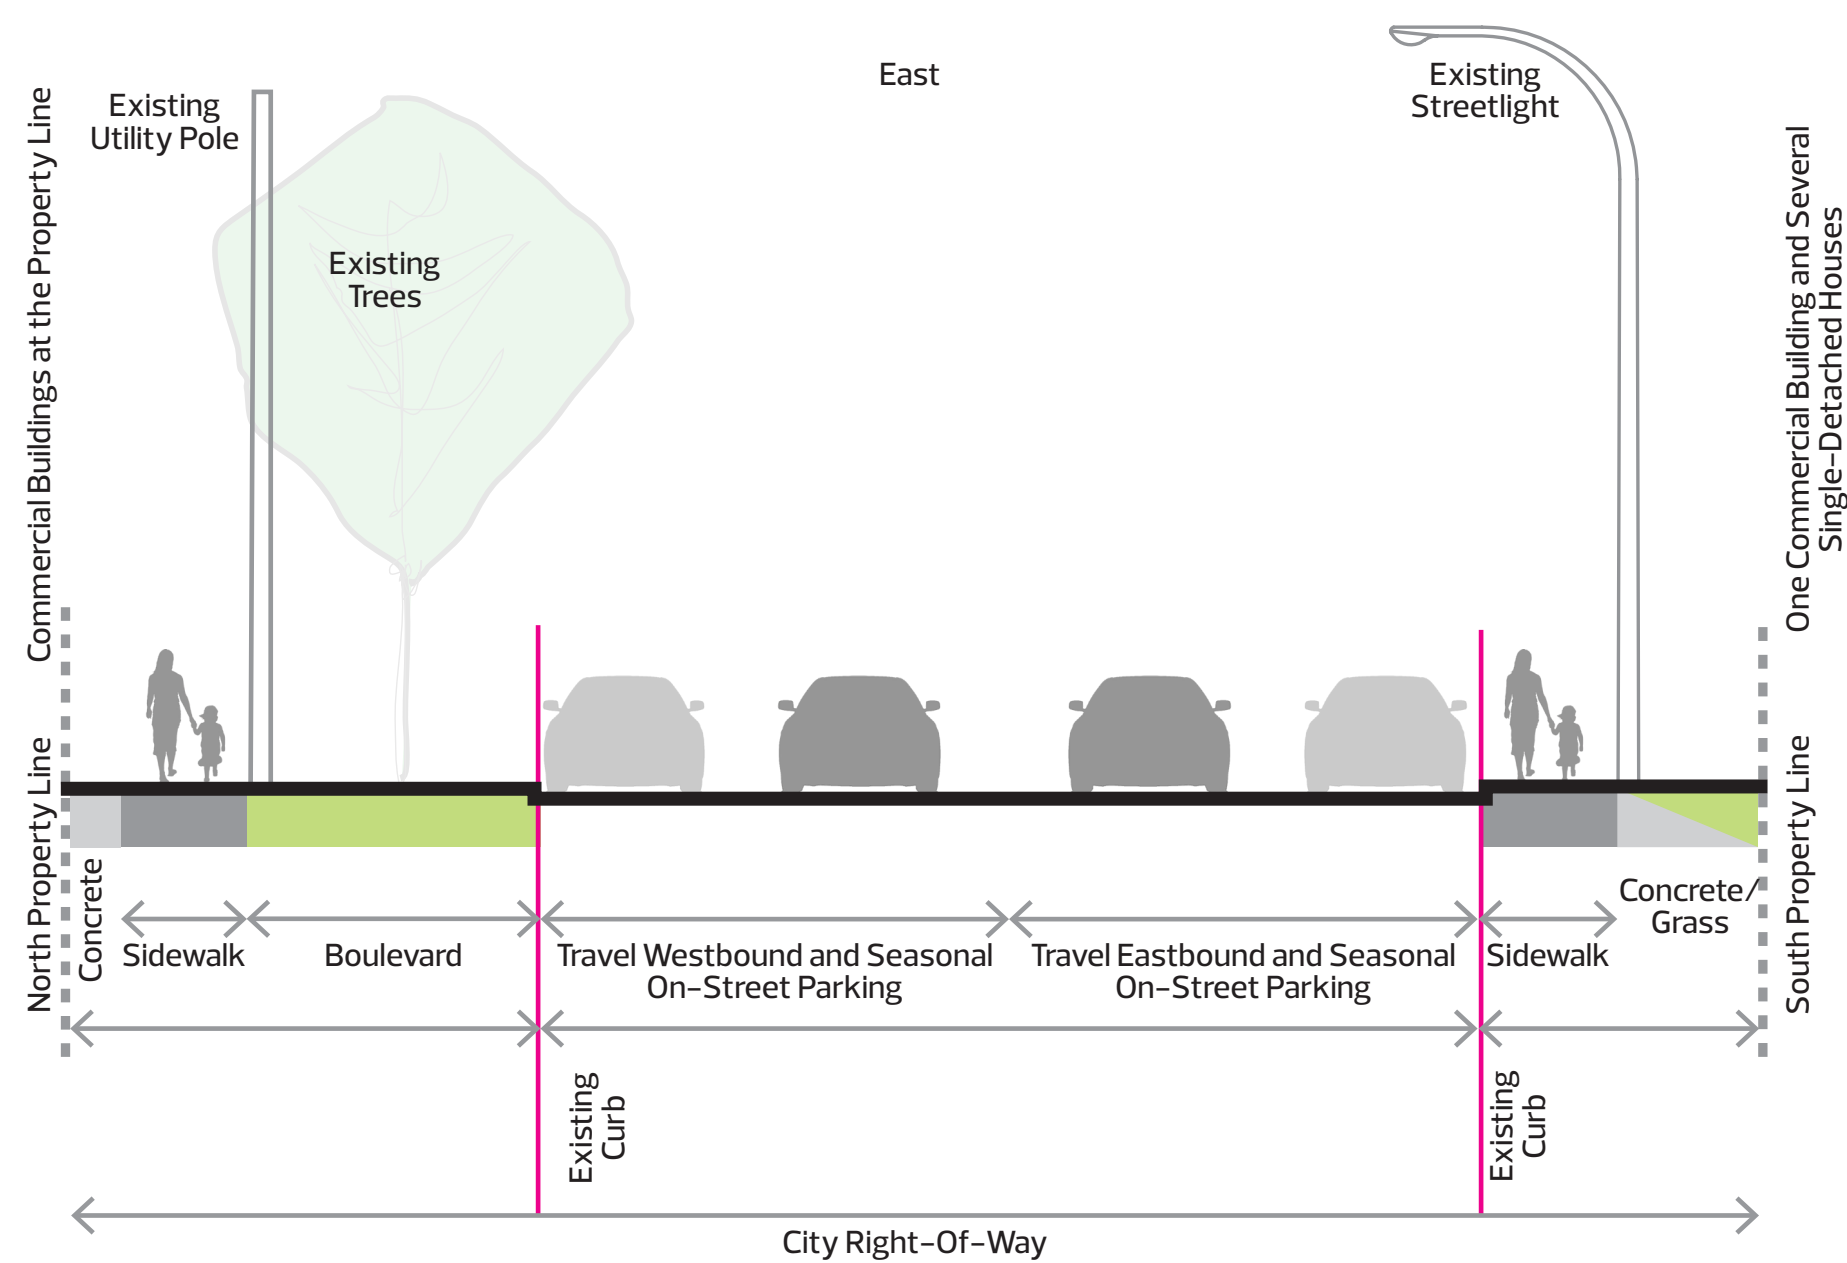 East
Existing
Utility Pole
Existing
Streetlight
Existing
Trees
Commercial Buildings at the Property Line
One Commercial Building and Several
Single-Detached Houses
North Property Line
South Property Line
Concrete
Sidewalk
Boulevard
Travel Westbound and Seasonal
On-Street Parking
Travel Eastbound and Seasonal
On-Street Parking
Sidewalk
Concrete/
Grass
Existing
Curb
Existing
Curb
City Right-Of-Way